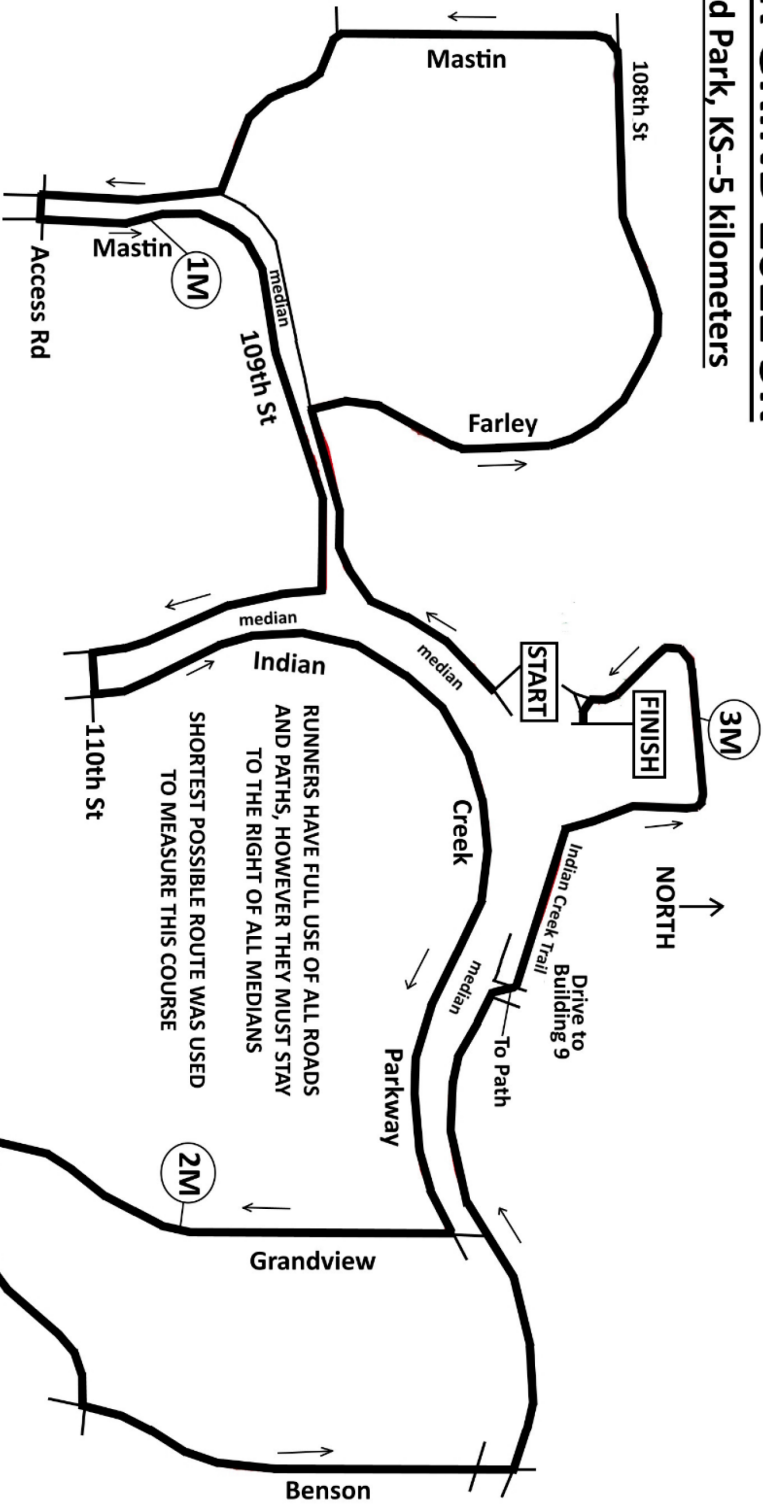 d Park, KS--5 kilometers
108th St
Mastin
Farley
Mastin
1M
Access Rd
median
109th St
median
Indian
110th St
median
START
FINISH
3M
NORTH
Indian Creek Trail
Drive to
Building 9
To Path
median
Creek
Parkway
RUNNERS HAVE FULL USE OF ALL ROADS
AND PATHS, HOWEVER THEY MUST STAY
TO THE RIGHT OF ALL MEDIANS
SHORTEST POSSIBLE ROUTE WAS USED
TO MEASURE THIS COURSE
2M
Grandview
Benson